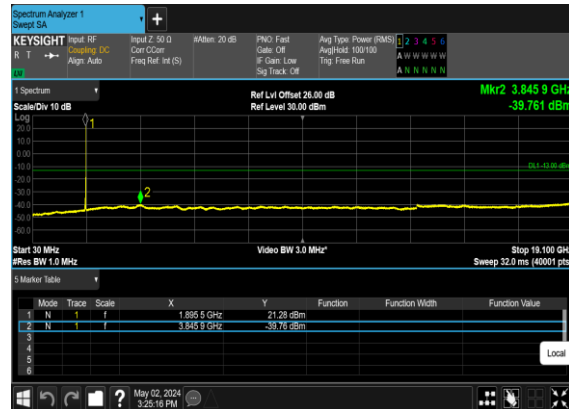 Spectrum Analyzer 1
Swept SA
KEYSIGHT Input: RF Input Z: 50 Ω #Atten: 20 dB PNO: Fast Avg Type: Power (RMS) 1 2 3 4 5 6
R T Coupling: DC Corr CCorr Gate: Off Avg|Hold: 100/100 A W W W W W
Align: Auto Freq Ref: Int (S) IF Gain: Low Trig: Free Run
LW Sig Track: Off A N N N N N
1 Spectrum Ref Lvl Offset 26.00 dB Mkr2 3.845 9 GHz
Scale/Div 10 dB Ref Level 30.00 dBm -39.761 dBm
Log
1
20.0
10.0
0.00
-10.0 DL1 -13.00 dBm
-20.0
-30.0 2
-40.0
-50.0
-60.0
Start 30 MHz Video BW 3.0 MHz* Stop 19.100 GHz
#Res BW 1.0 MHz Sweep 32.0 ms (40001 pts)
5 Marker Table
Mode Trace Scale X Y Function Function Width Function Value
1 N 1 f 1.895 5 GHz 21.28 dBm
2 N 1 f 3.845 9 GHz -39.76 dBm
3
4
5
6
Local
? May 02, 2024
3:25:16 PM